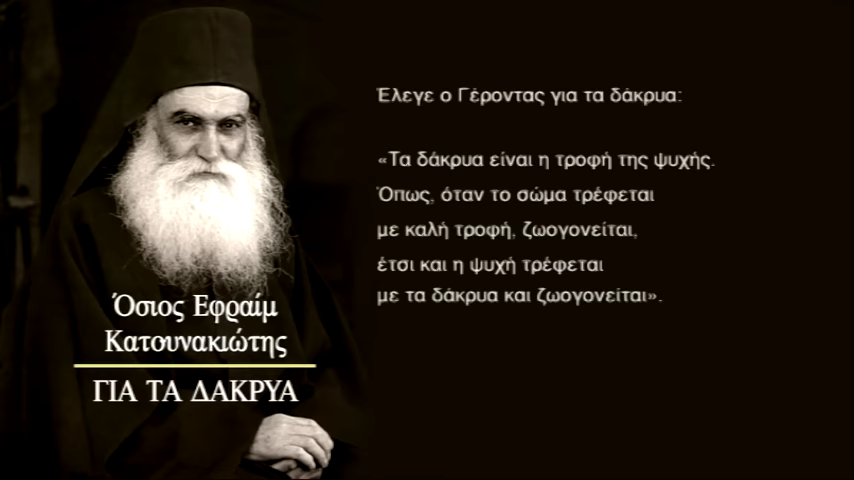 Έλεγε ο Γέροντας για τα δάκρυα:
«Τα δάκρυα είναι η τροφή της ψυχής.
Όπως, όταν το σώμα τρέφεται
με καλή τροφή, ζωογονείται,
έτσι και η ψυχή τρέφεται
με τα δάκρυα και ζωογονείται».
Όσιος Εφραίμ
Κατουνακιώτης
ΓΙΑ ΤΑ ΔΑΚΡΥΑ